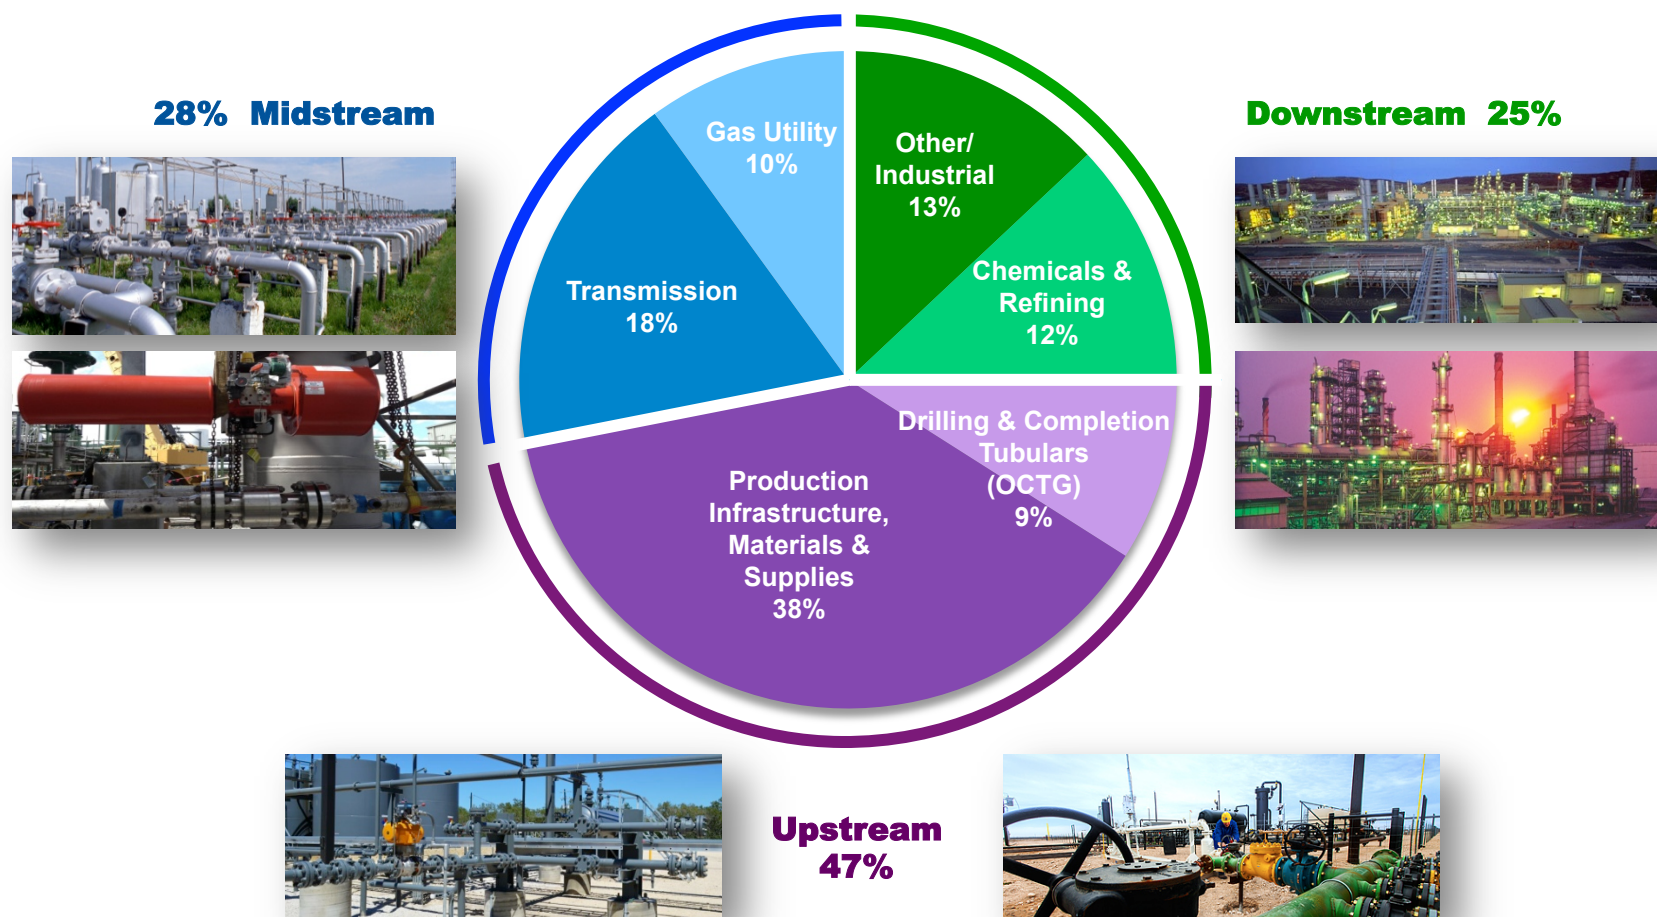 28% Midstream
Downstream 25%
Gas Utility
10%
Other/
Industrial
13%
Transmission
18%
Chemicals &
Refining
12%
Drilling & Completion
Tubulars
(OCTG)
9%
Production
Infrastructure,
Materials &
Supplies
38%
Upstream
47%